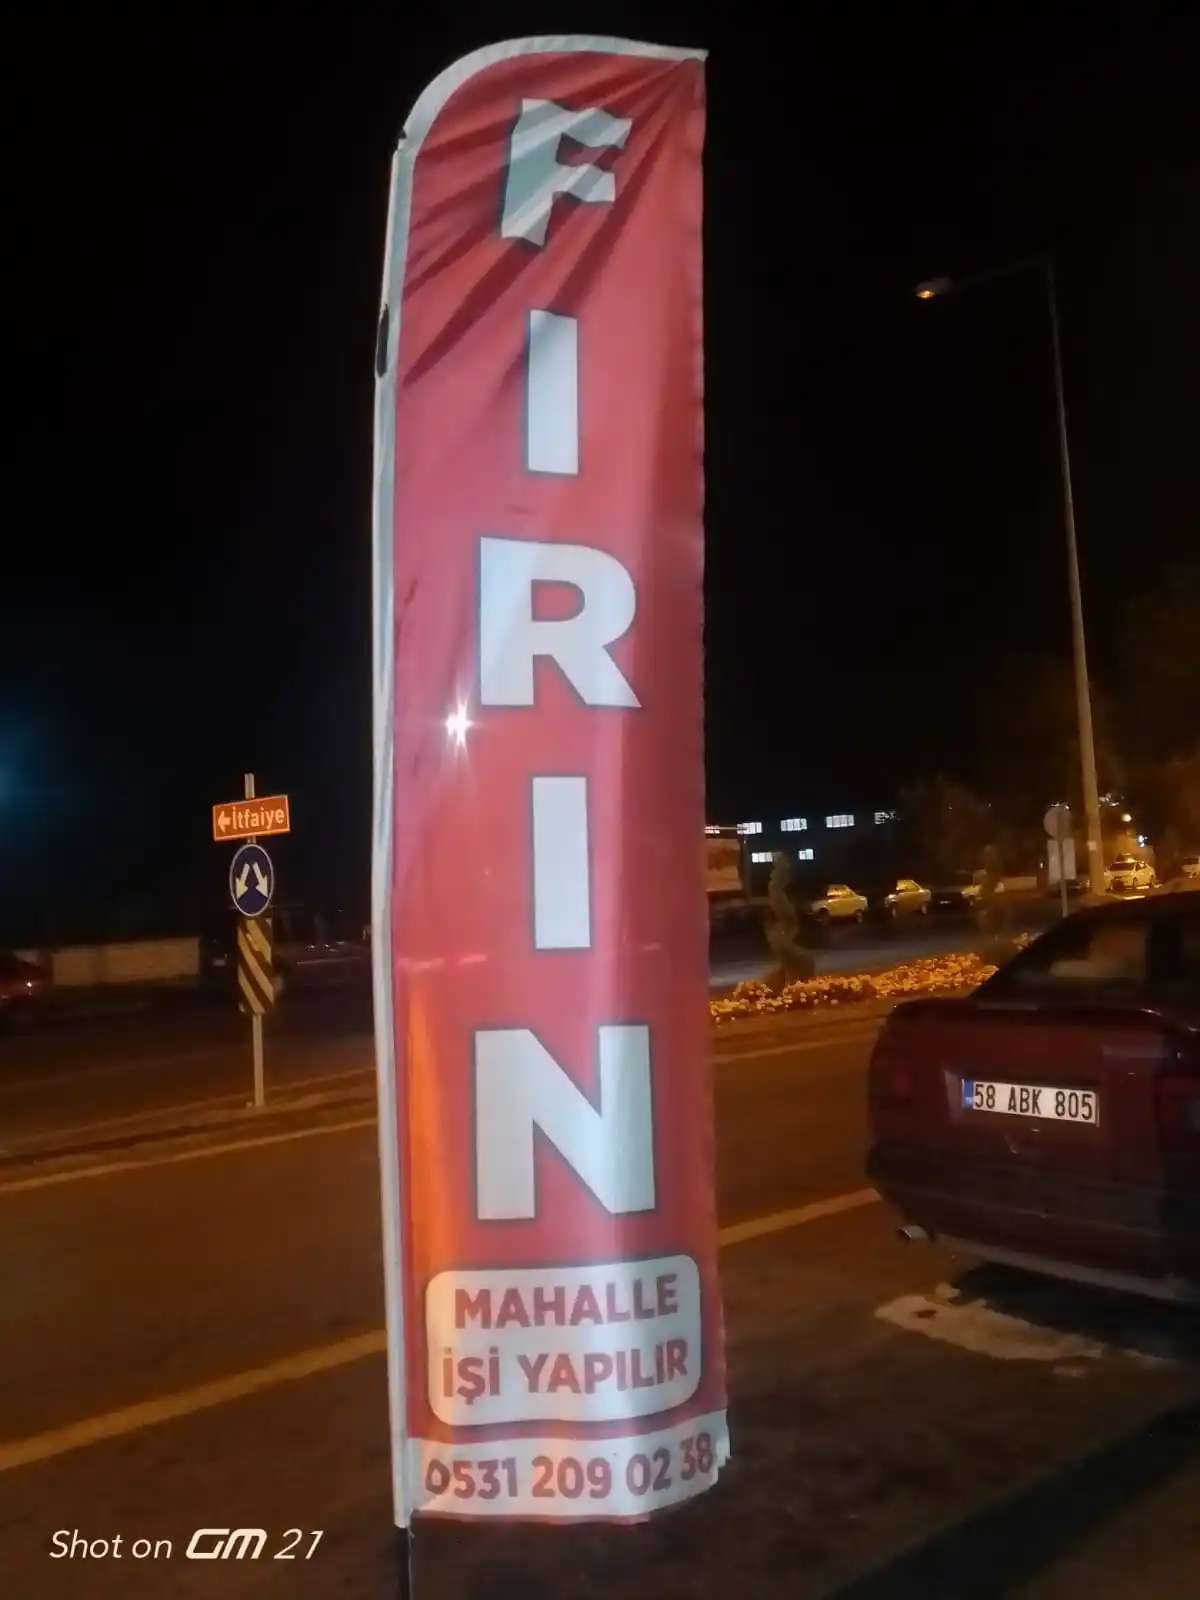 FIRIN
MAHALLE
İŞİ YAPILIR
0531 209 02 38
←İtfaiye
58 ABK 805
Shot on GM 21